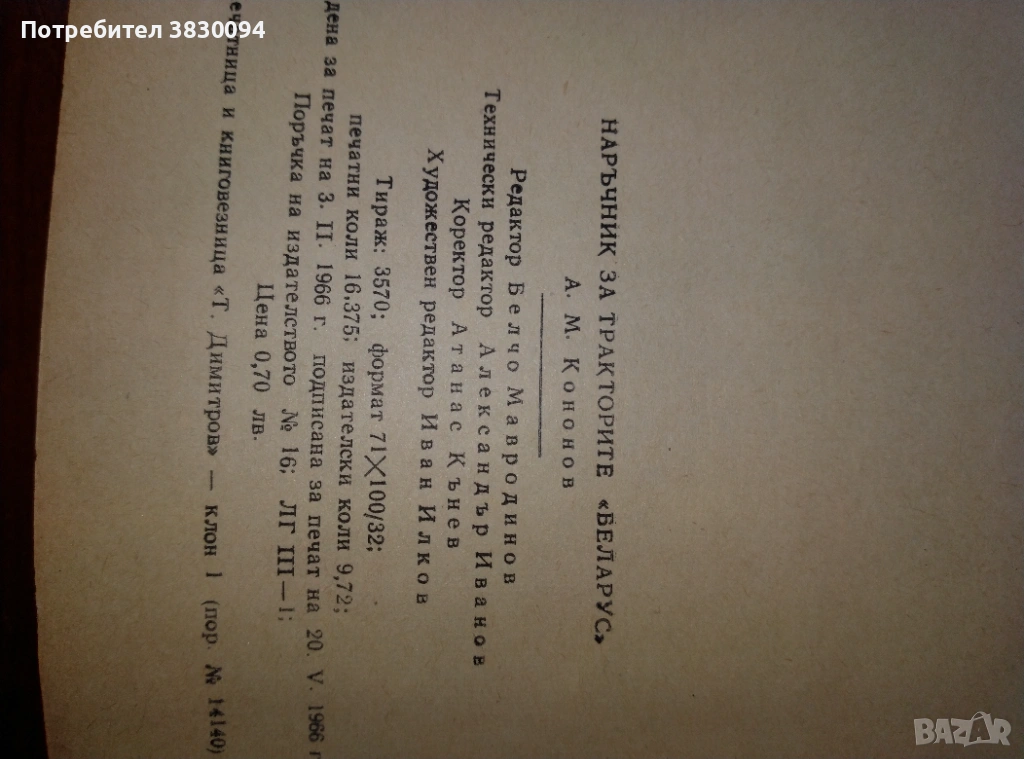 Потребител 3830094
НАРЪЧНИК ЗА ТРАКТОРИТЕ «БЕЛАРУС»
А. М. Кононов
Редактор Белчо Мавродинов
Технически редактор Александър Иванов
Коректор Атанас Кънев
Художествен редактор Иван Илков
Тираж: 3570; формат 71×100/32;
печатни коли 16,375; издателски коли 9,72;
дена за печат на 3. II. 1966 г. подписана за печат на 20. V. 1966 г
Поръчка на издателството № 16; ЛГ III—1;
Цена 0,70 лв.
ечатница и книговезница «Т. Димитров» — клон 1 (пор. № 14140)
BAZAR